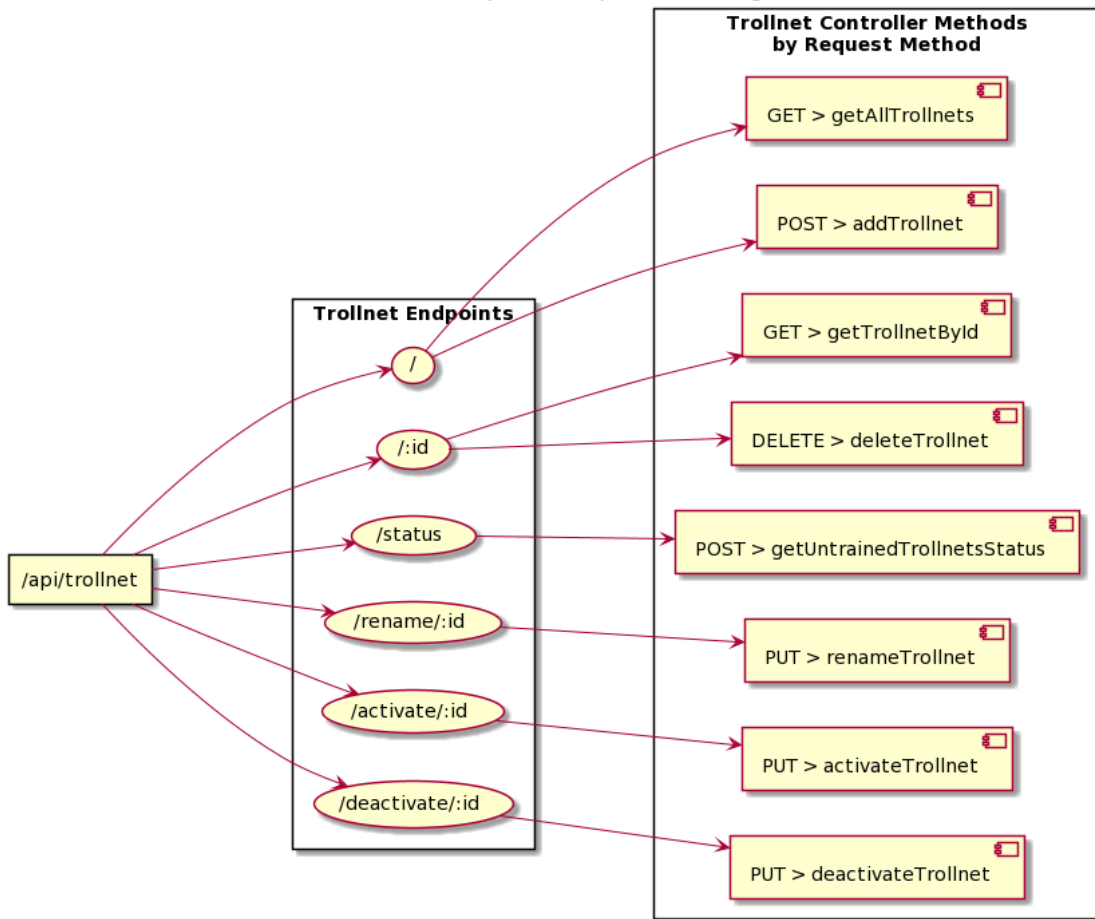 Trollnet Controller Methods
by Request Method
GET > getAllTrollnets
POST > addTrollnet
GET > getTrollnetById
Trollnet Endpoints
/
DELETE > deleteTrollnet
/:id
/status
POST > getUntrainedTrollnetsStatus
/api/trollnet
/rename/:id
PUT > renameTrollnet
/activate/:id
PUT > activateTrollnet
/deactivate/:id
PUT > deactivateTrollnet